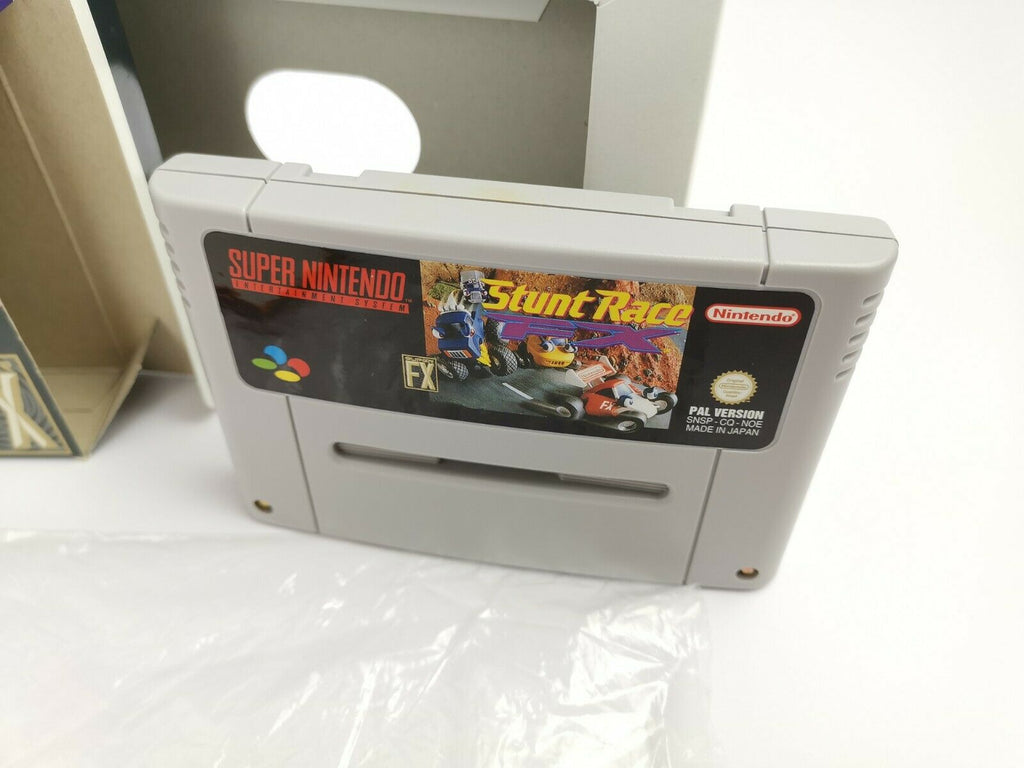 SUPER NINTENDO
ENTERTAINMENT SYSTEM
Stunt Race
FX
Nintendo
FX
FX
PAL VERSION
SNSP - CQ - NOE
MADE IN JAPAN